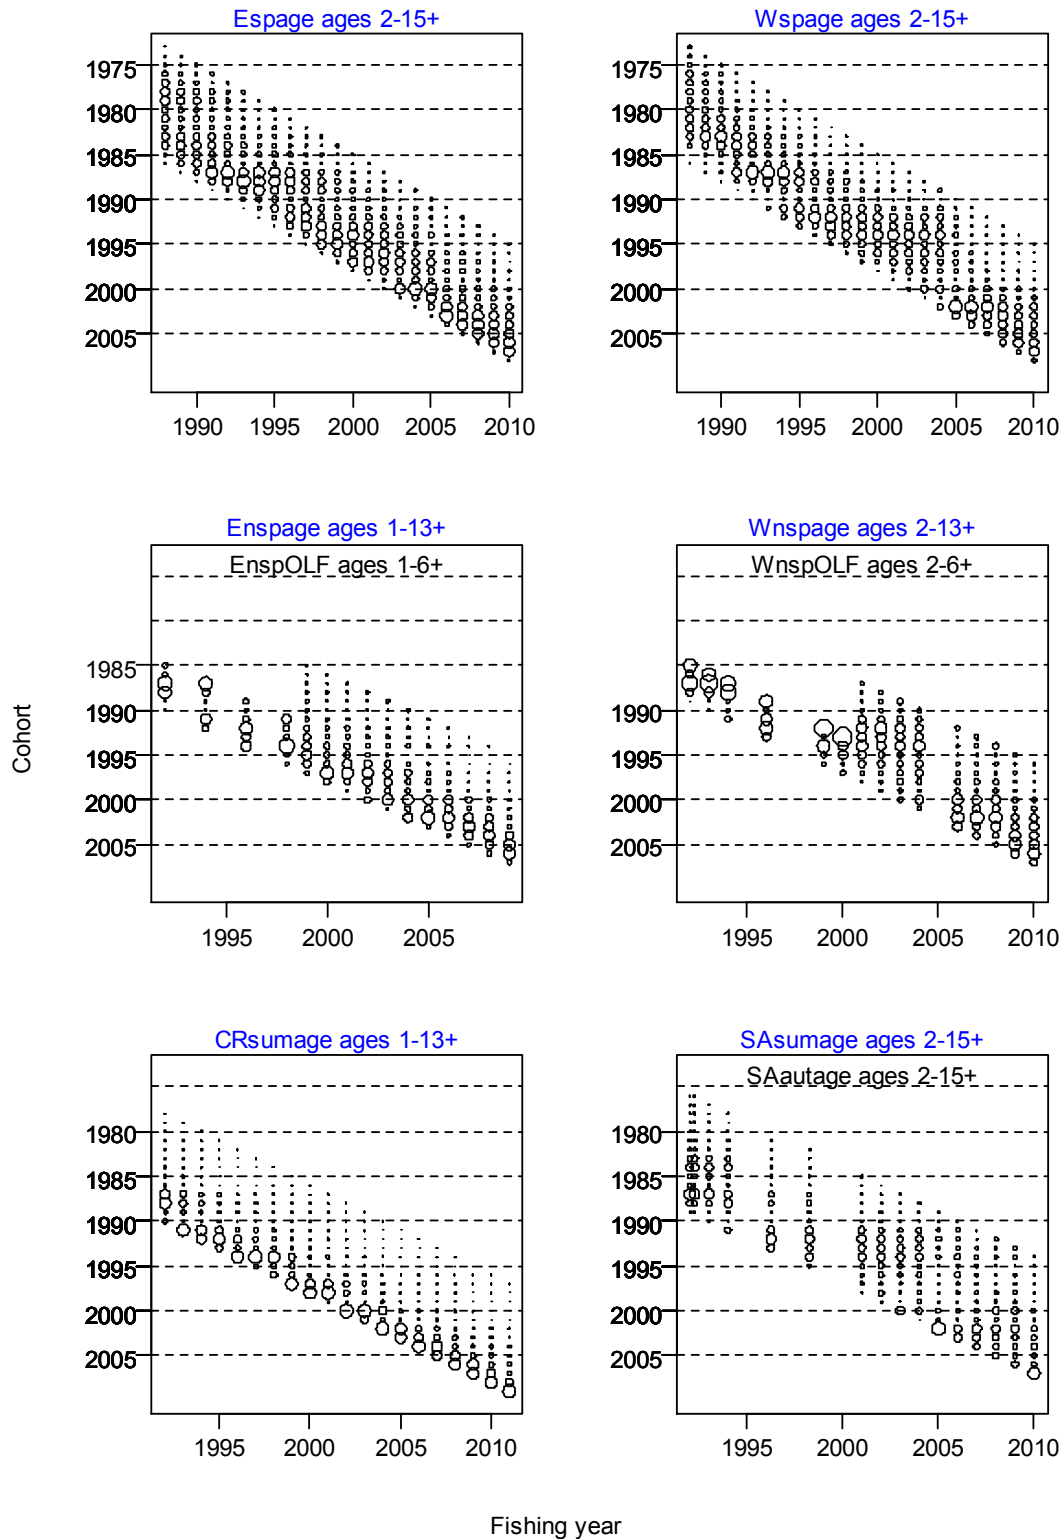 Espage ages 2-15+
1975
1980
1985
1990
1995
2000
2005
1990 1995 2000 2005 2010
Wspage ages 2-15+
1975
1980
1985
1990
1995
2000
2005
1990 1995 2000 2005 2010
Enspage ages 1-13+
EnspOLF ages 1-6+
1985
1990
1995
2000
2005
1995 2000 2005
Wnspage ages 2-13+
WnspOLF ages 2-6+
1990
1995
2000
2005
1995 2000 2005 2010
Cohort
CRsumage ages 1-13+
1980
1985
1990
1995
2000
2005
1995 2000 2005 2010
SAsumage ages 2-15+
SAautage ages 2-15+
1980
1985
1990
1995
2000
2005
1995 2000 2005 2010
Fishing year